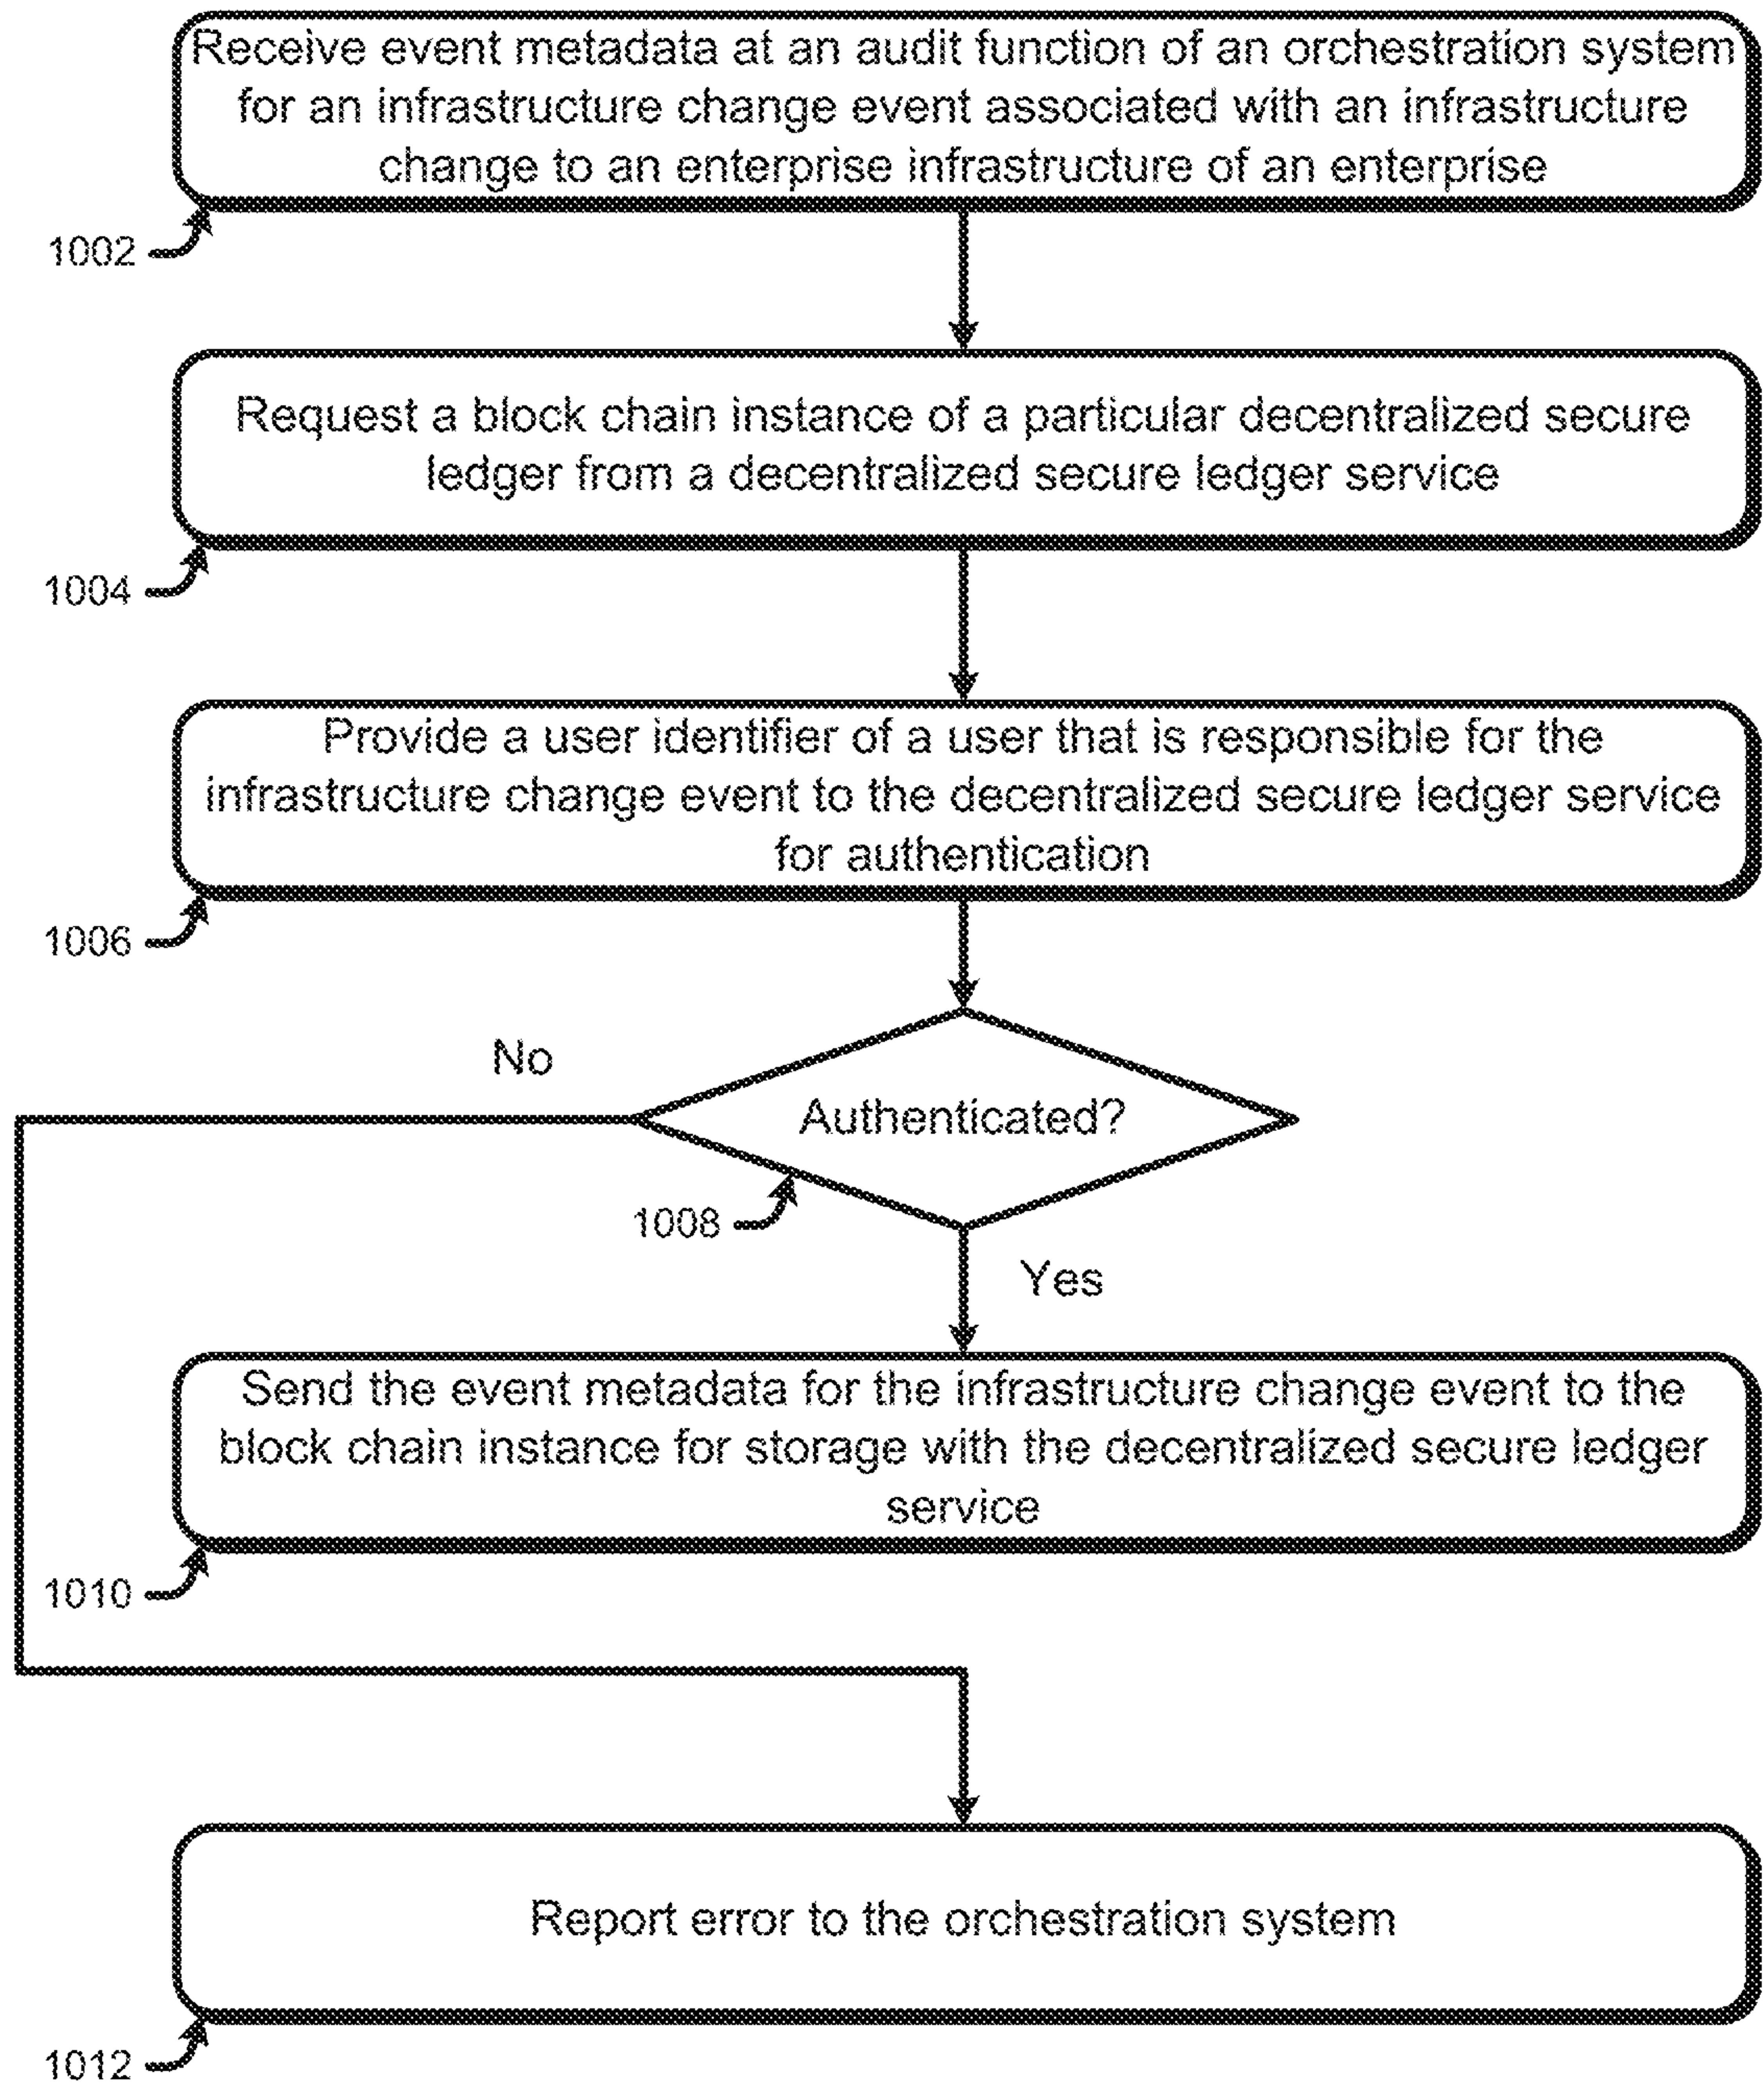 Receive event metadata at an audit function of an orchestration system
for an infrastructure change event associated with an infrastructure
change to an enterprise infrastructure of an enterprise
1002
Request a block chain instance of a particular decentralized secure
ledger from a decentralized secure ledger service
1004
Provide a user identifier of a user that is responsible for the
infrastructure change event to the decentralized secure ledger service
for authentication
1006
No
Authenticated?
1008
Yes
Send the event metadata for the infrastructure change event to the
block chain instance for storage with the decentralized secure ledger
service
1010
Report error to the orchestration system
1012